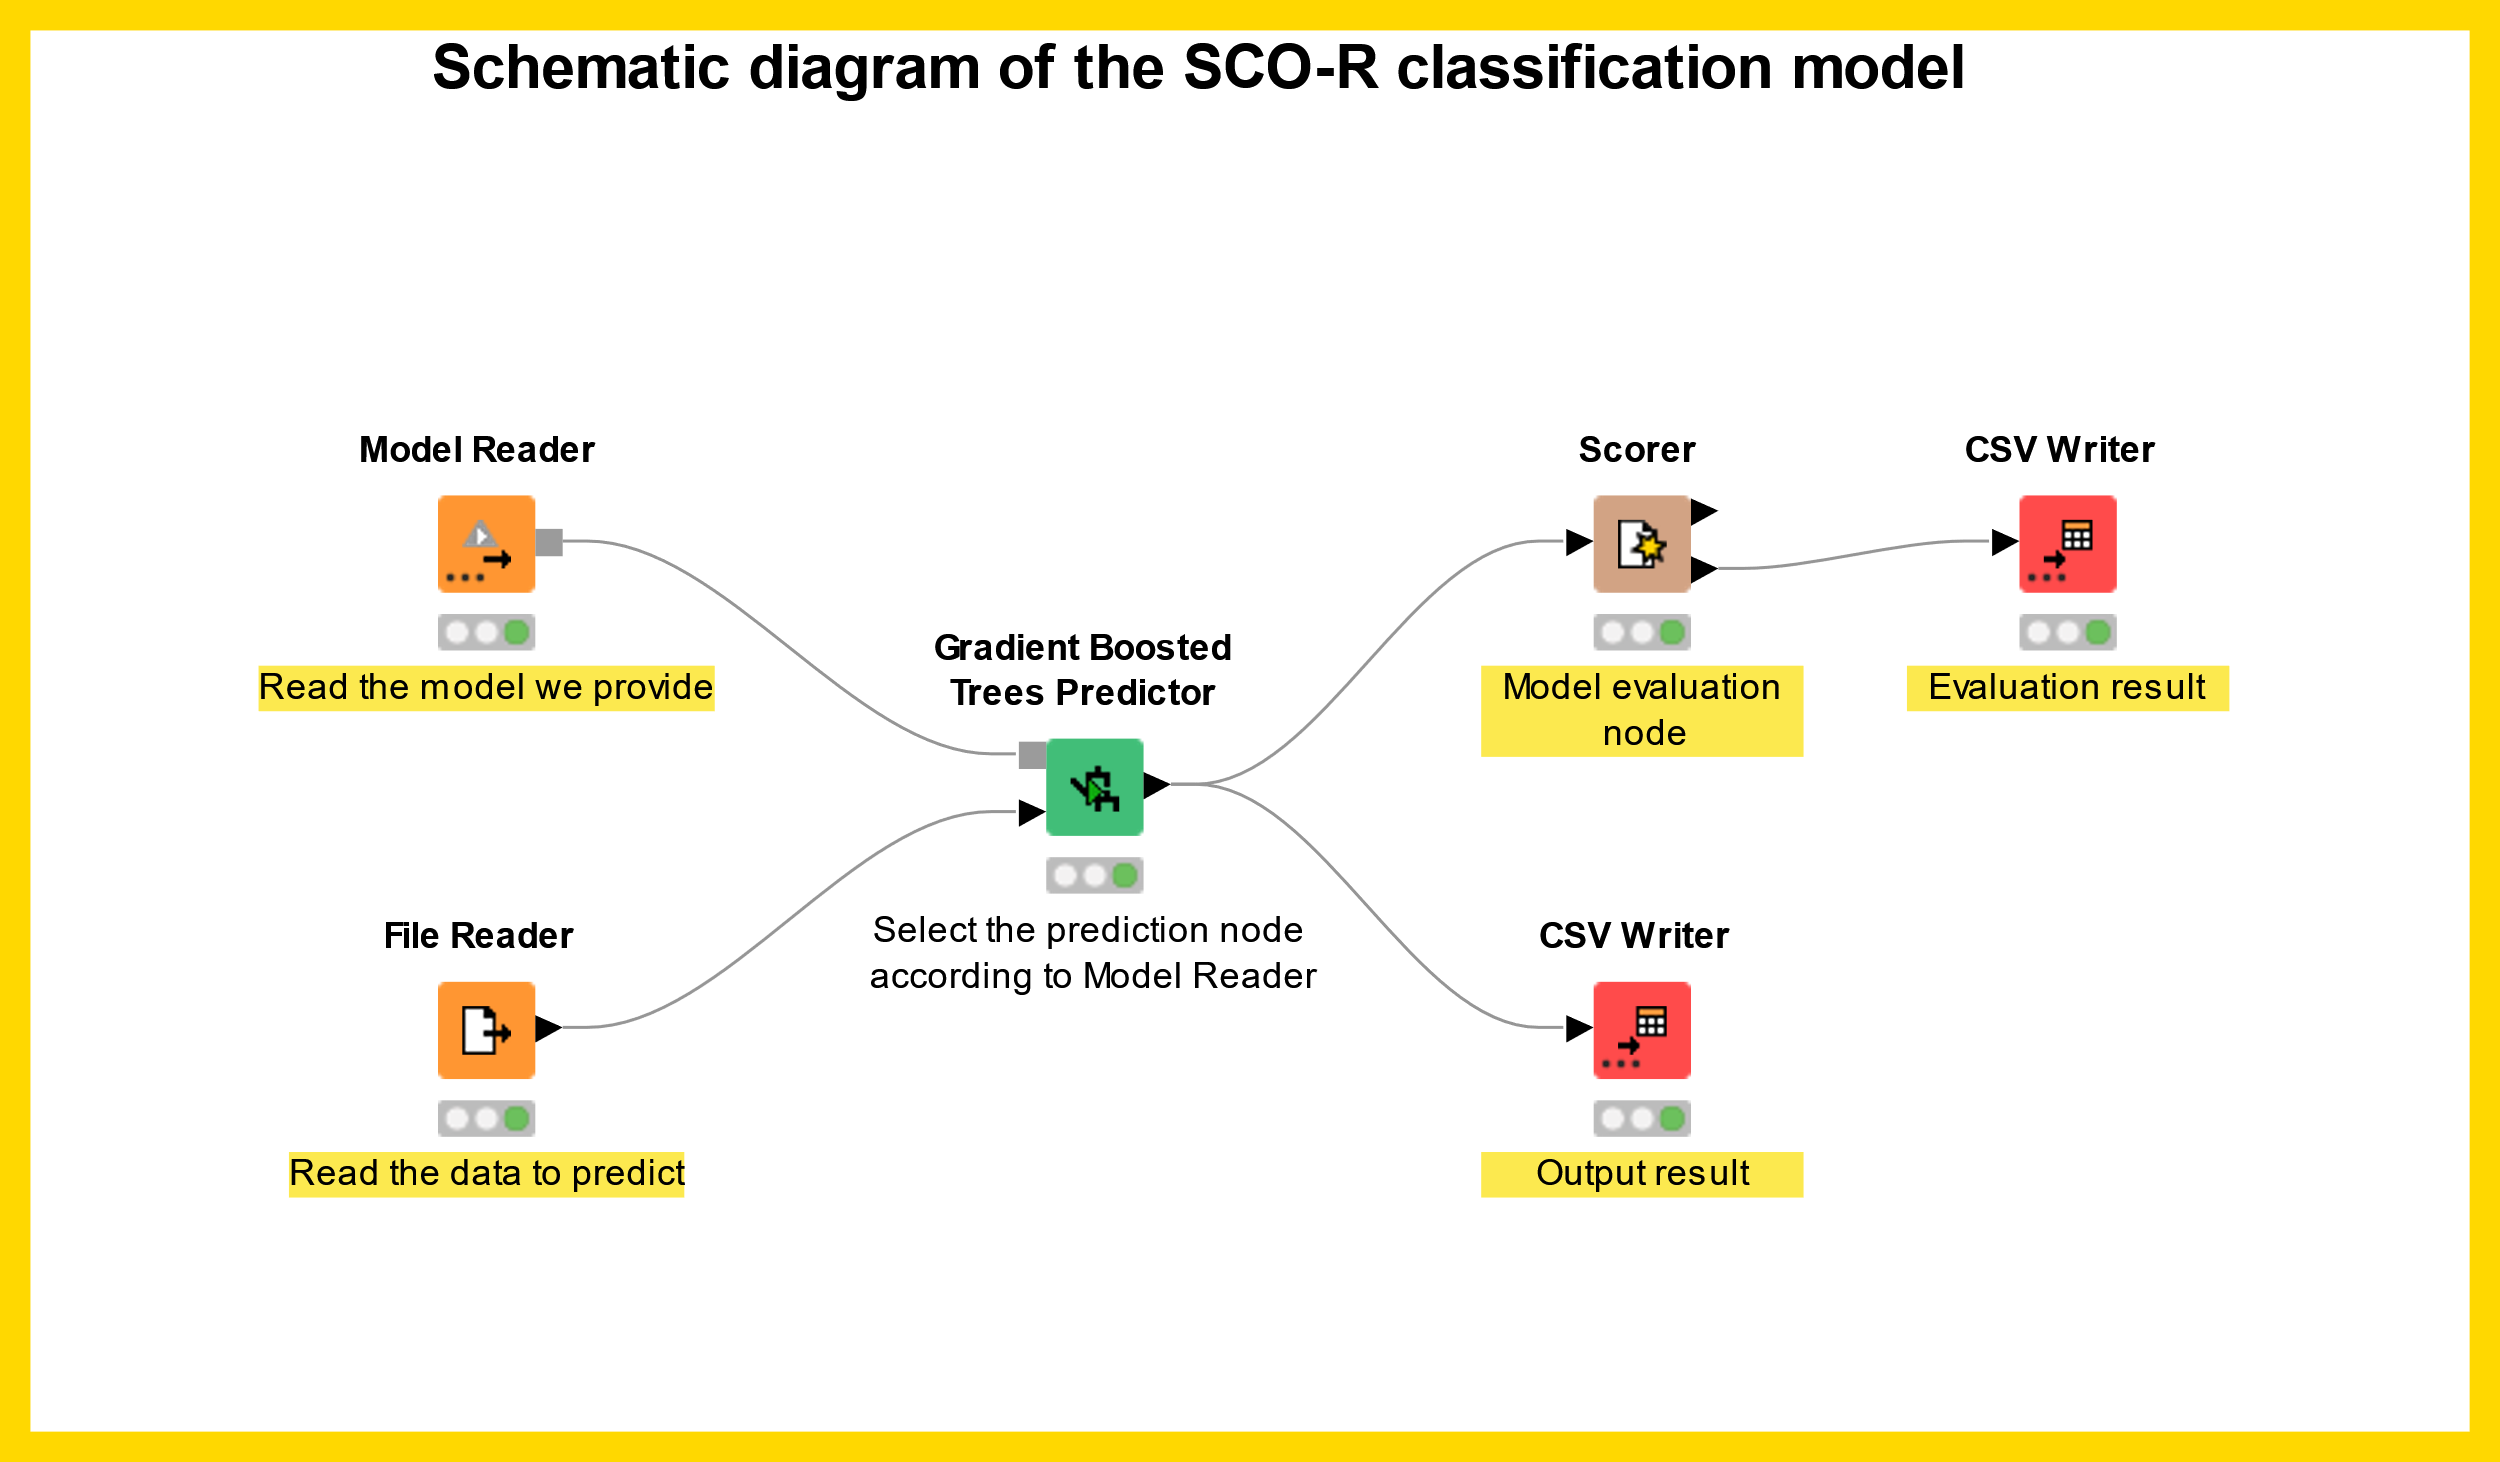 Schematic diagram of the SCO-R classification model
Model Reader
Read the model we provide
File Reader
Read the data to predict
Gradient Boosted
Trees Predictor
Select the prediction node
according to Model Reader
Scorer
Model evaluation
node
CSV Writer
Evaluation result
CSV Writer
Output result